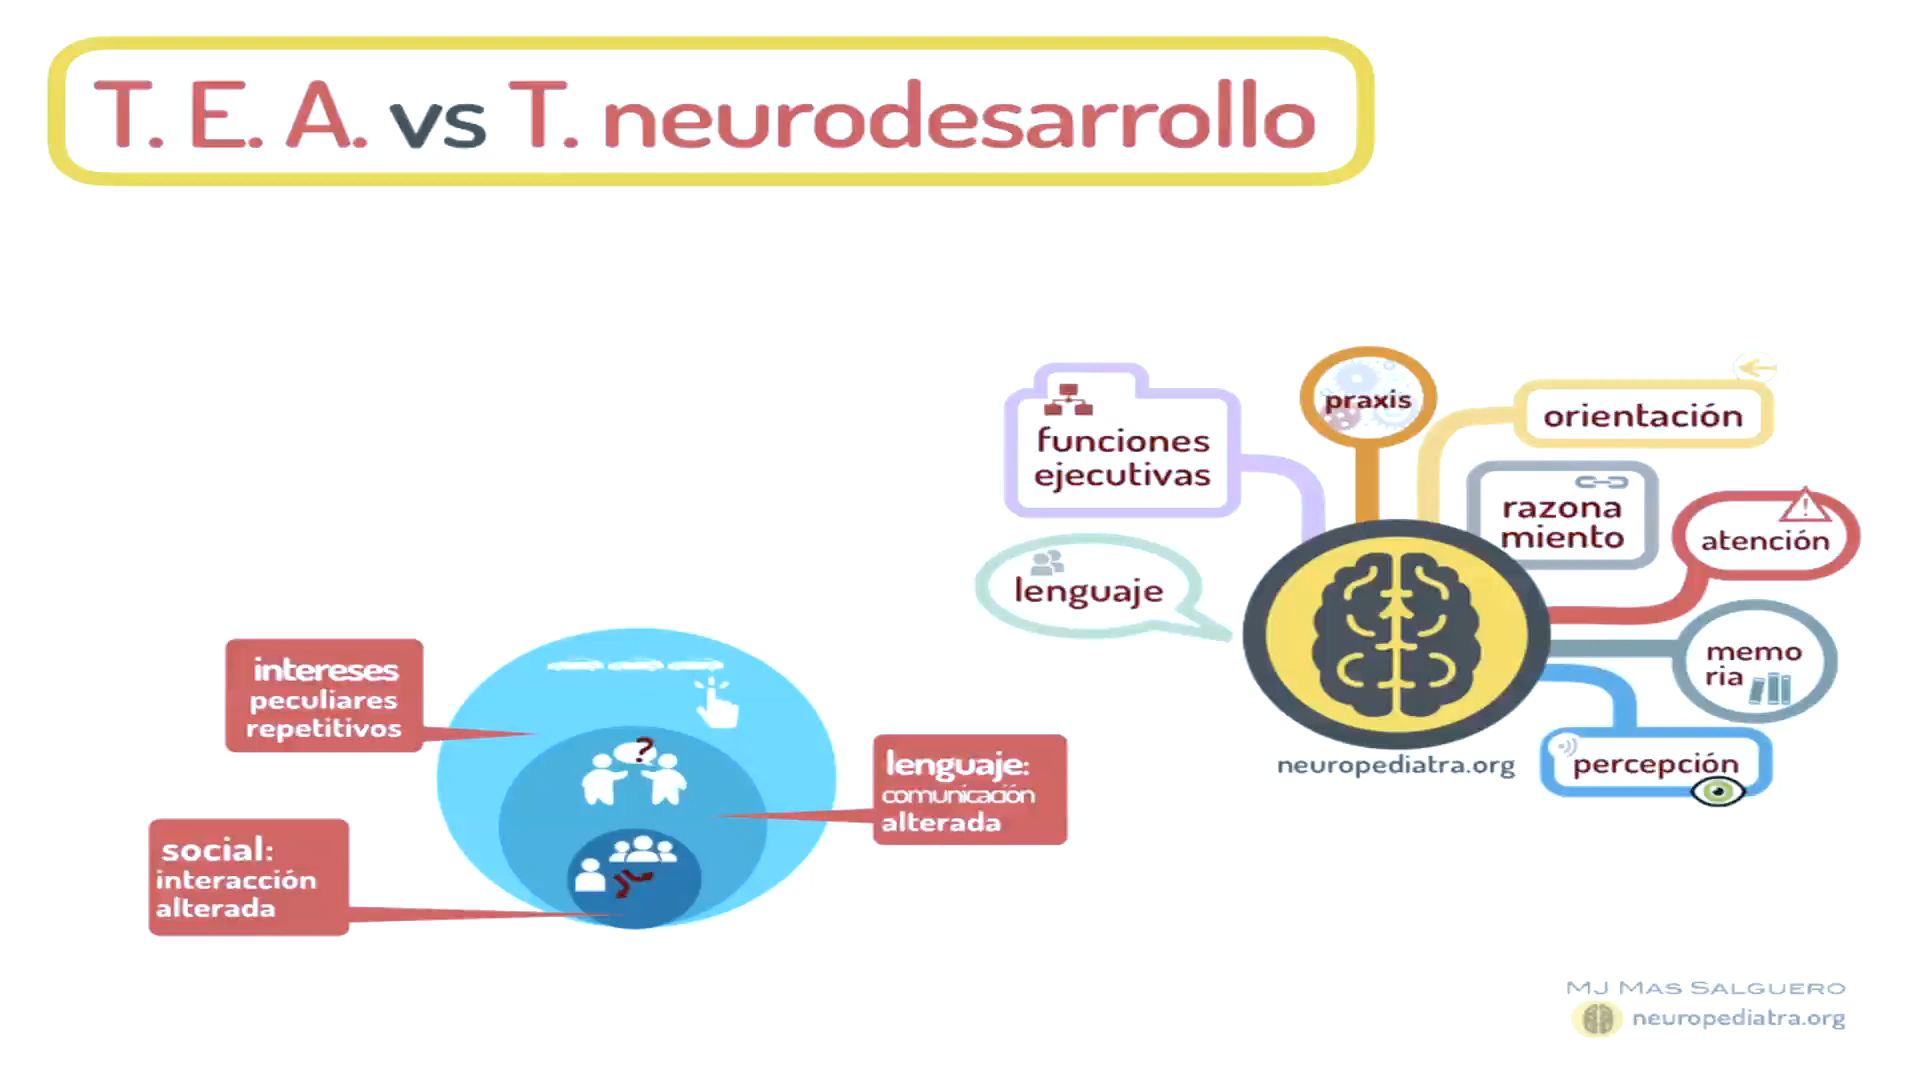 T. E. A. vs T. neurodesarrollo
intereses
peculiares
repetitivos
social:
interacción
alterada
?
lenguaje:
comunicación
alterada
funciones
ejecutivas
praxis
orientación
razona
miento
!
atención
lenguaje
memo
ria
percepción
neuropediatra.org
MJ MAS SALGUERO
neuropediatra.org